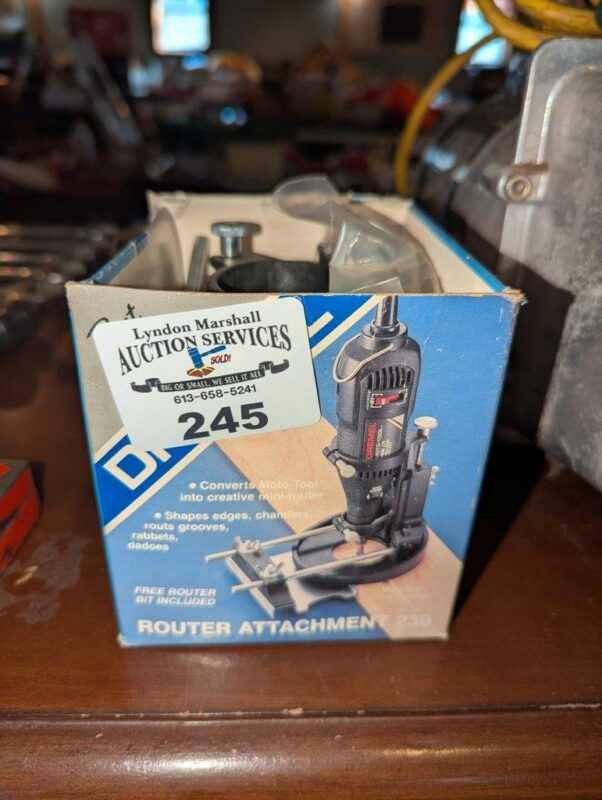 Lyndon Marshall
AUCTION SERVICES
SOLD!
BIG OR SMALL, WE SELL IT ALL
613-658-5241
245
• Converts Moto-Tool
into creative mini-router
• Shapes edges, chamfers,
routs grooves,
rabbets,
dadoes
FREE ROUTER
BIT INCLUDED
ROUTER ATTACHMENT 230
DREMEL